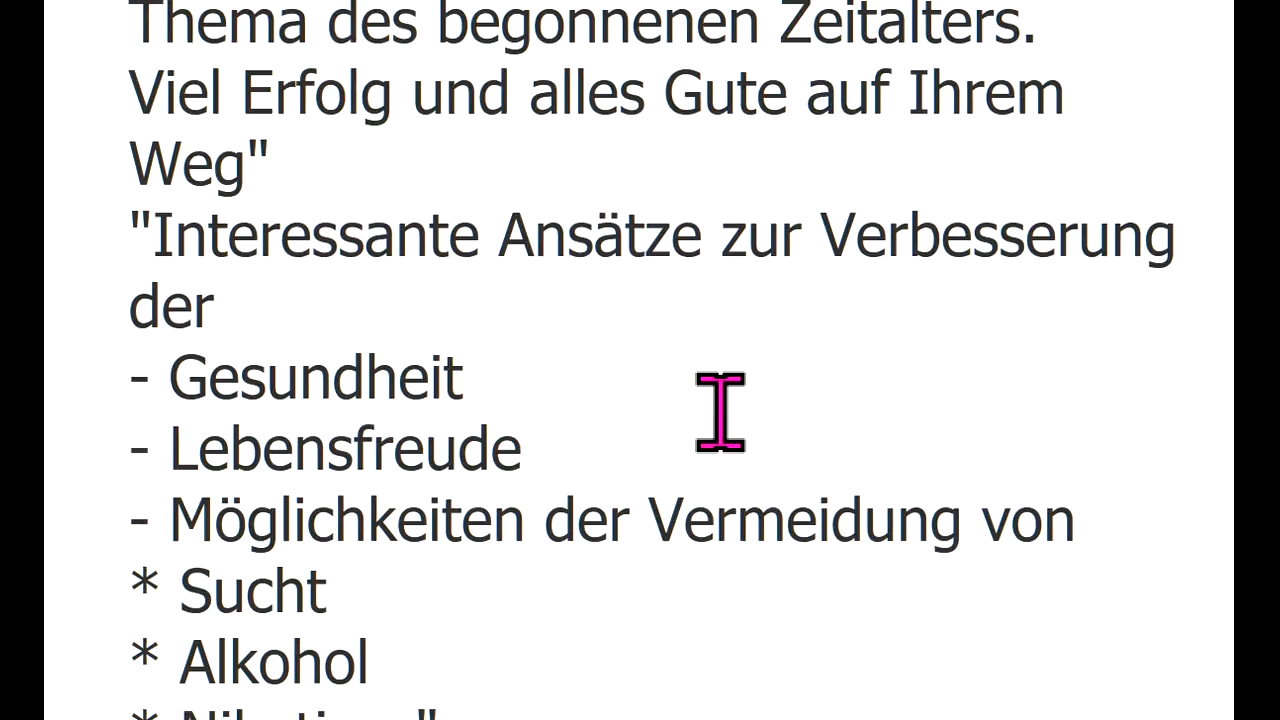 Thema des begonnenen Zeitalters.
Viel Erfolg und alles Gute auf Ihrem
Weg"
"Interessante Ansätze zur Verbesserung
der
- Gesundheit
- Lebensfreude
- Möglichkeiten der Vermeidung von
* Sucht
* Alkohol